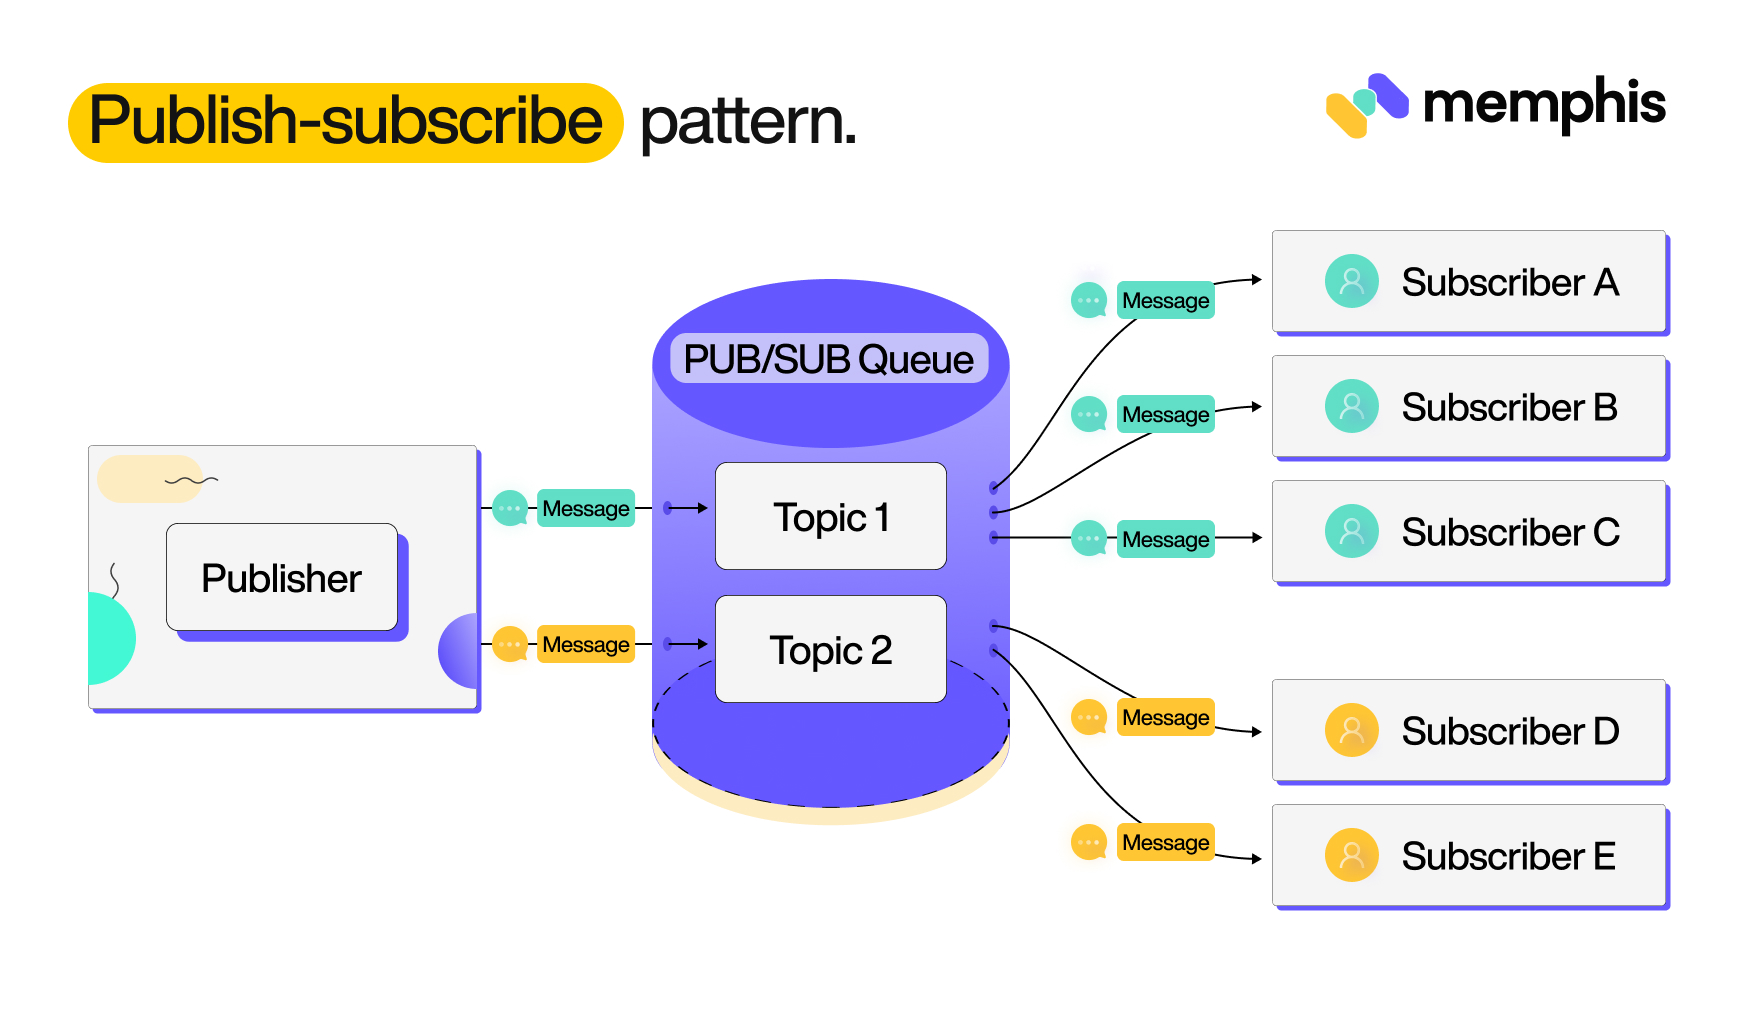 Publish-subscribe pattern.
memphis
PUB/SUB Queue
Publisher
Message
Message
Topic 1
Topic 2
Message
Message
Message
Message
Message
Subscriber A
Subscriber B
Subscriber C
Subscriber D
Subscriber E